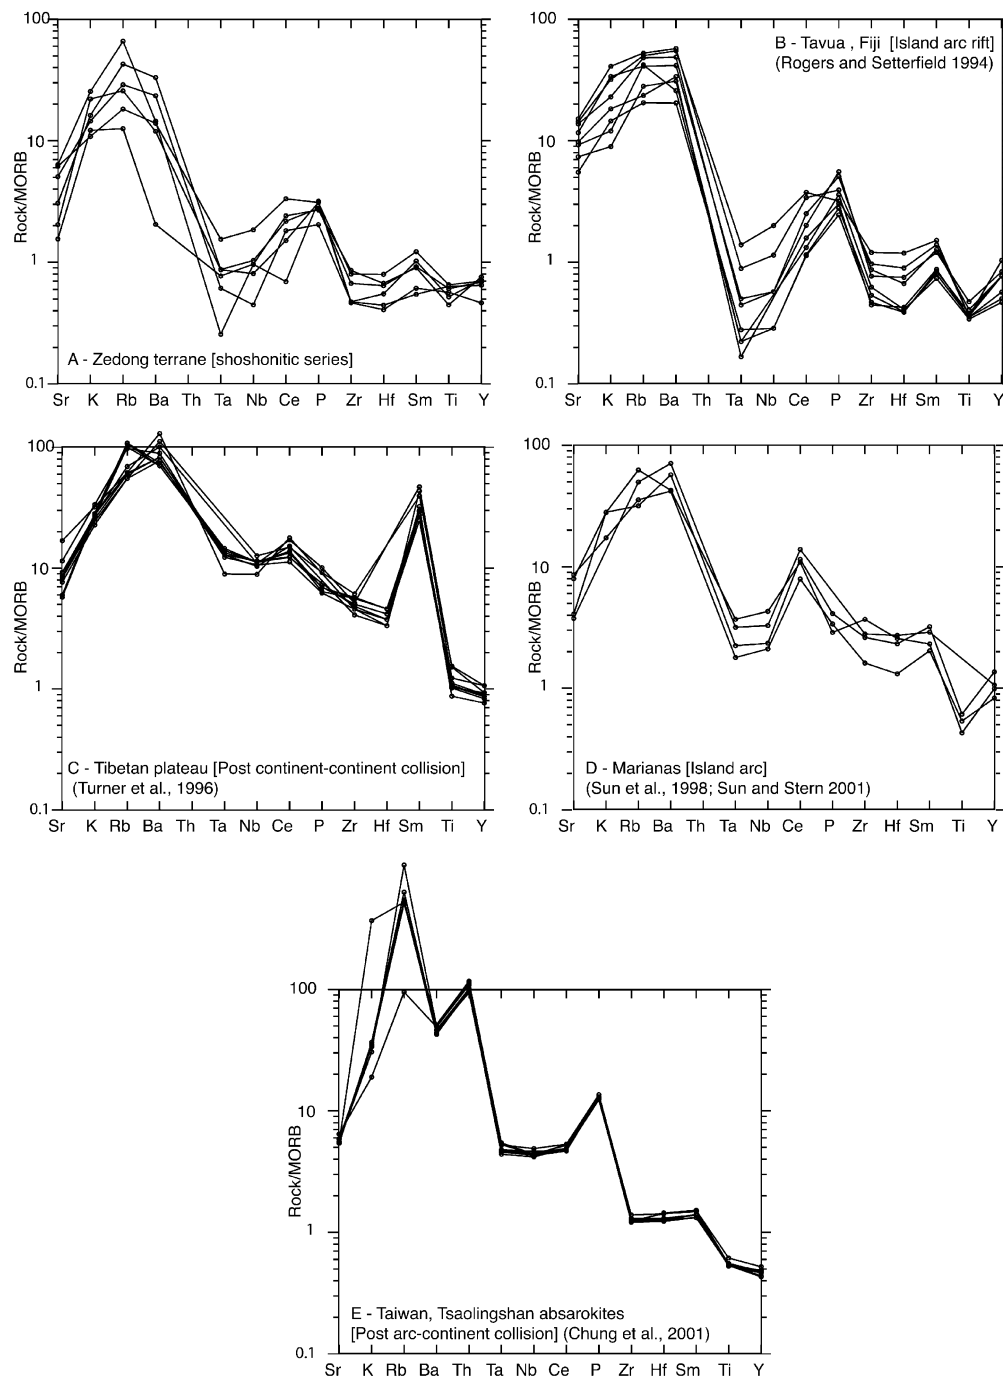 100
10
1
0.1
Rock/MORB
A - Zedong terrane [shoshonitic series]
Sr K Rb Ba Th Ta Nb Ce P Zr Hf Sm Ti Y
B - Tavua , Fiji [Island arc rift]
(Rogers and Setterfield 1994)
100
10
1
0.1
Rock/MORB
Sr K Rb Ba Th Ta Nb Ce P Zr Hf Sm Ti Y
100
10
1
0.1
Rock/MORB
C - Tibetan plateau [Post continent-continent collision]
(Turner et al., 1996)
Sr K Rb Ba Th Ta Nb Ce P Zr Hf Sm Ti Y
100
10
1
0.1
Rock/MORB
D - Marianas [Island arc]
(Sun et al., 1998; Sun and Stern 2001)
Sr K Rb Ba Th Ta Nb Ce P Zr Hf Sm Ti Y
100
10
1
0.1
Rock/MORB
E - Taiwan, Tsaolingshan absarokites
[Post arc-continent collision] (Chung et al., 2001)
Sr K Rb Ba Th Ta Nb Ce P Zr Hf Sm Ti Y